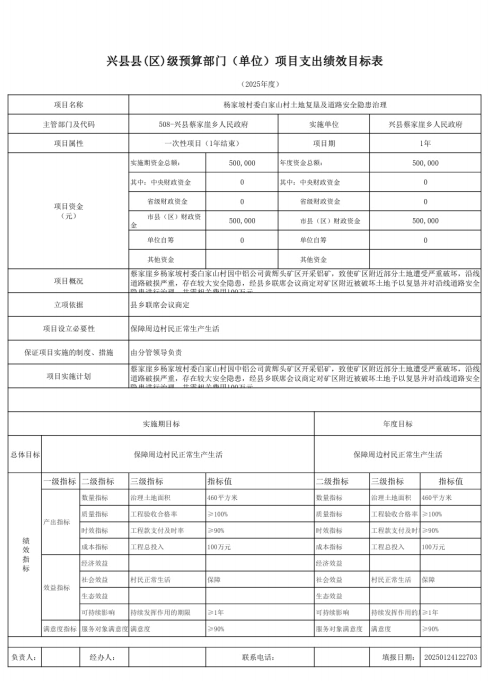 兴县县(区)级预算部门（单位）项目支出绩效目标表
（2025年度）
项目名称 杨家坡村委白家山村土地复垦及道路安全隐患治理
主管部门及代码 508-兴县蔡家崖乡人民政府 实施单位 兴县蔡家崖乡人民政府
项目属性 一次性项目（1年结束） 项目期 1年
项目资金（元）
实施期资金总额： 500,000 年度资金总额： 500,000
其中：中央财政资金 0 其中：中央财政资金 0
省级财政资金 0 省级财政资金 0
市县（区）财政资金 500,000 市县（区）财政资金 500,000
单位自筹 0 单位自筹 0
其他资金 其他资金
项目概况
蔡家崖乡杨家坡村委白家山村因中铝公司黄辉头矿区开采铝矿，致使矿区附近部分土地遭受严重破坏，沿线
道路破损严重，存在较大安全隐患，经县乡联席会议商定对矿区附近被破坏土地予以复垦并对沿线道路安全
隐患进行治理，共需相关费用100万元
立项依据 县乡联席会议商定
项目设立必要性 保障周边村民正常生产生活
保证项目实施的制度、措施 由分管领导负责
项目实施计划
蔡家崖乡杨家坡村委白家山村因中铝公司黄辉头矿区开采铝矿，致使矿区附近部分土地遭受严重破坏，沿线
道路破损严重，存在较大安全隐患，经县乡联席会议商定对矿区附近被破坏土地予以复垦并对沿线道路安全
隐患进行治理，共需相关费用100万元
实施期目标 年度目标
总体目标 保障周边村民正常生产生活 保障周边村民正常生产生活
绩效指标
一级指标 二级指标 三级指标 指标值 二级指标 三级指标 指标值
产出指标
数量指标 治理土地面积 460平方米 数量指标 治理土地面积 460平方米
质量指标 工程验收合格率 ≥100% 质量指标 工程验收合格率 ≥100%
时效指标 工程款支付及时率 ≥90% 时效指标 工程款支付及时 ≥90%
成本指标 工程总投入 100万元 成本指标 工程总投入 100万元
效益指标
经济效益 经济效益
社会效益 村民正常生活 保障 社会效益 村民正常生活 保障
生态效益 生态效益
可持续影响 持续发挥作用的期限 ≥1年 可持续影响 持续发挥作用的 ≥1年
满意度指标 服务对象满意度 满意度 ≥90% 服务对象满意度 满意度 ≥90%
负责人： 经办人： 联系电话： 填报日期： 20250124122703